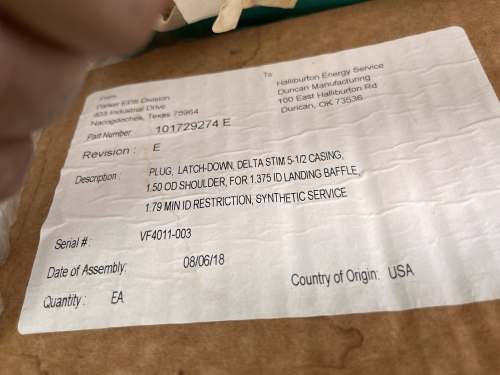 From
Parker EPS Division
403 Industrial Drive
Nacogdoches, Texas 75964
To
Halliburton Energy Service
Duncan Manufacturing
100 East Halliburton Rd
Duncan, OK 73536
Part Number 101729274 E
Revision : E
Description PLUG, LATCH-DOWN, DELTA STIM 5-1/2 CASING,
1.50 OD SHOULDER, FOR 1.375 ID LANDING BAFFLE,
1.79 MIN ID RESTRICTION, SYNTHETIC SERVICE
Serial # : VF4011-003
Date of Assembly: 08/06/18
Quantity : EA
Country of Origin: USA